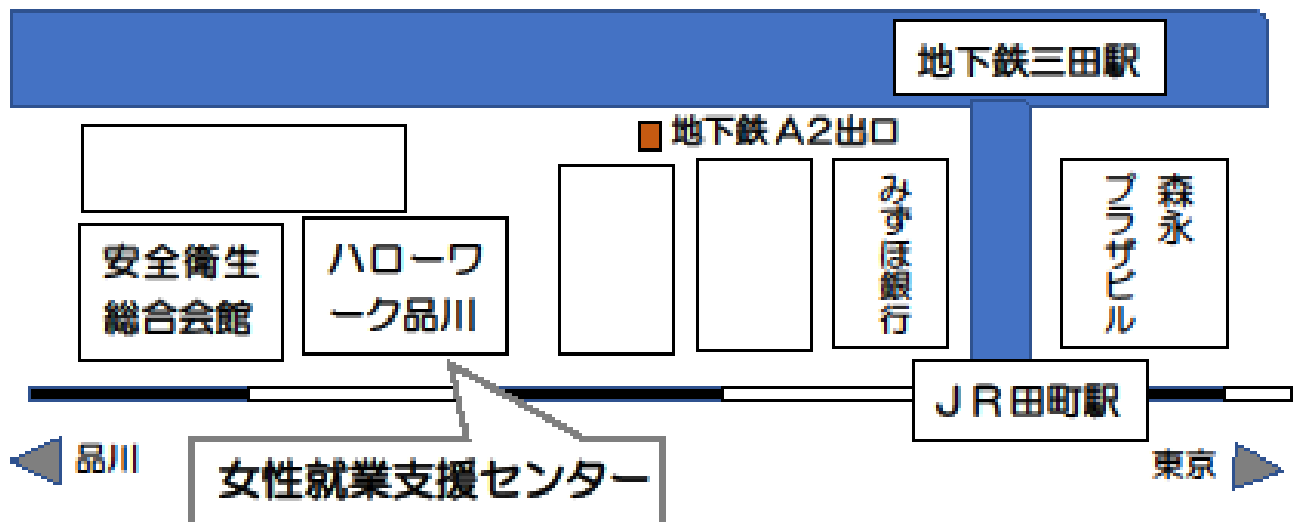 地下鉄三田駅
地下鉄A2出口
みずほ銀行
森永
プラザビル
安全衛生
総合会館
ハローワ
ーク品川
JR田町駅
品川
東京
女性就業支援センター